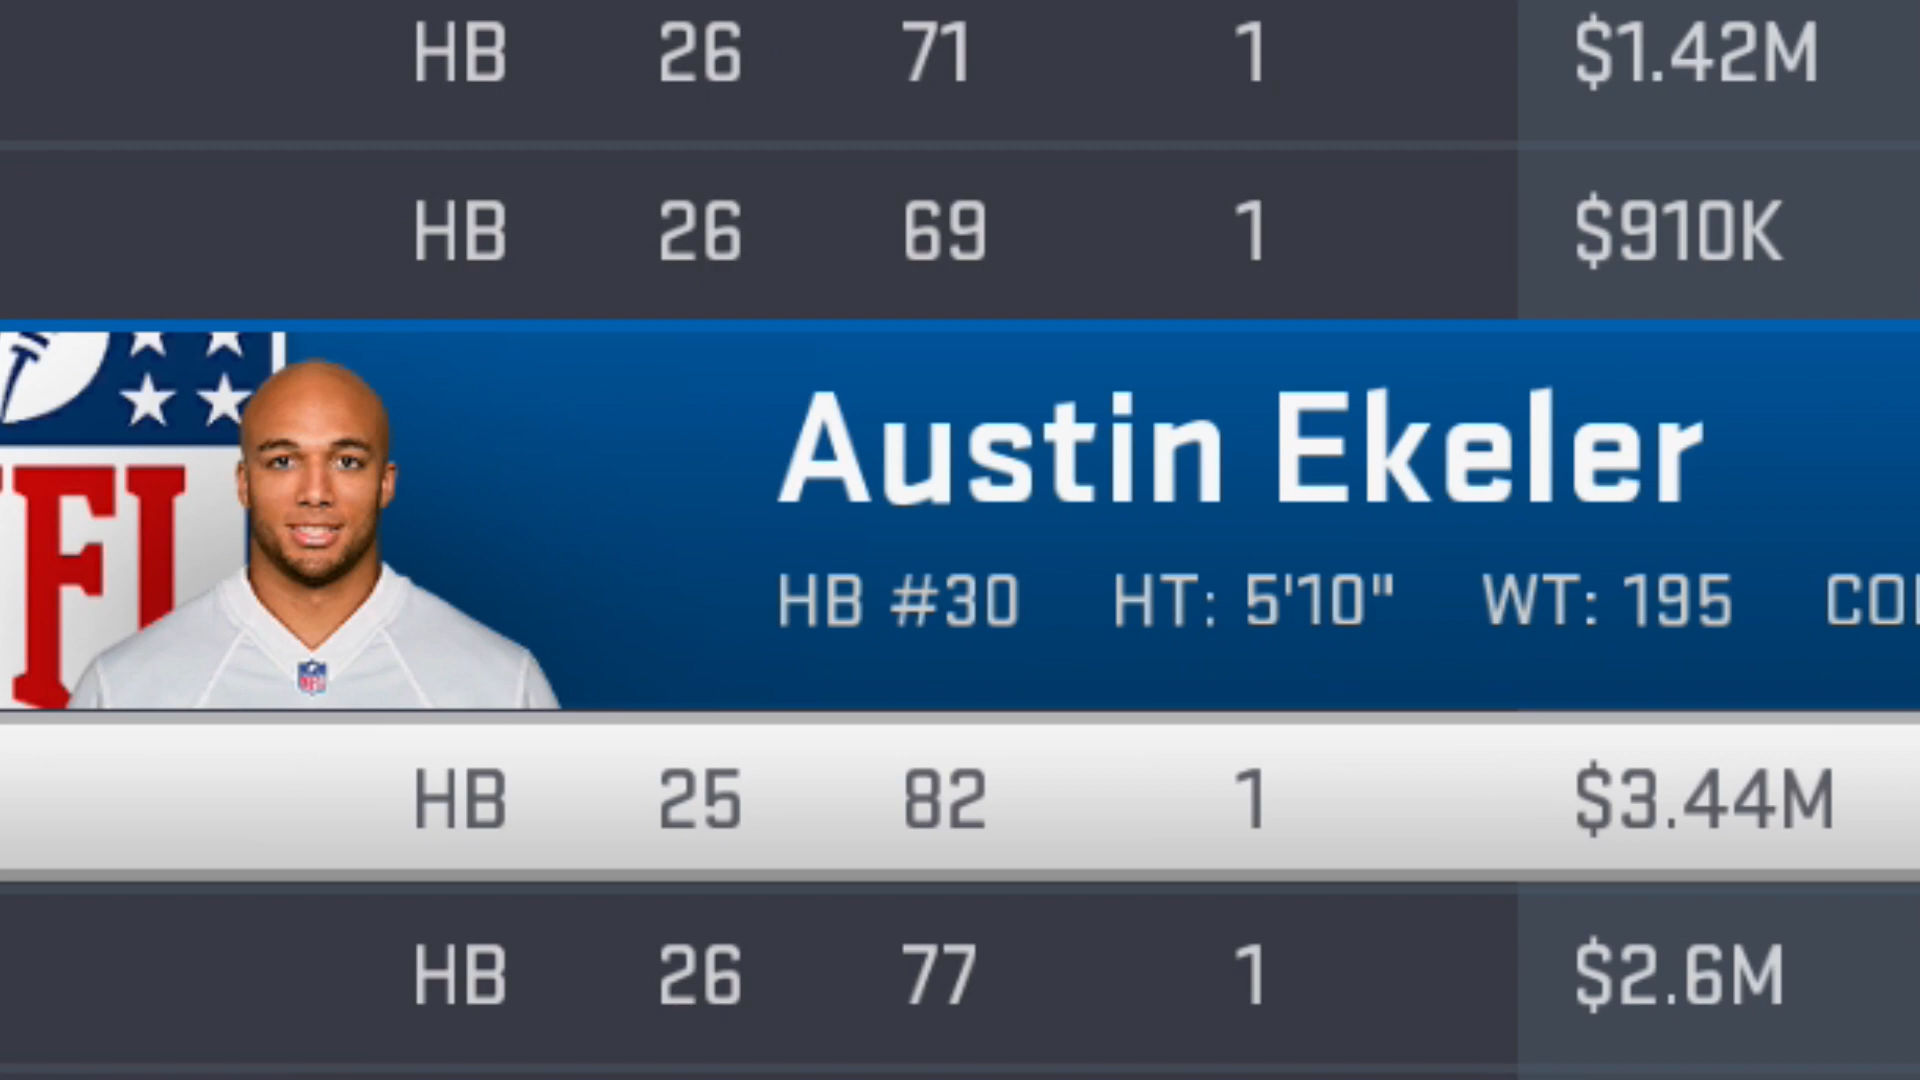 HB 26 71 1 $1.42M
HB 26 69 1 $910K
Austin Ekeler
HB #30 HT: 5'10" WT: 195
HB 25 82 1 $3.44M
HB 26 77 1 $2.6M